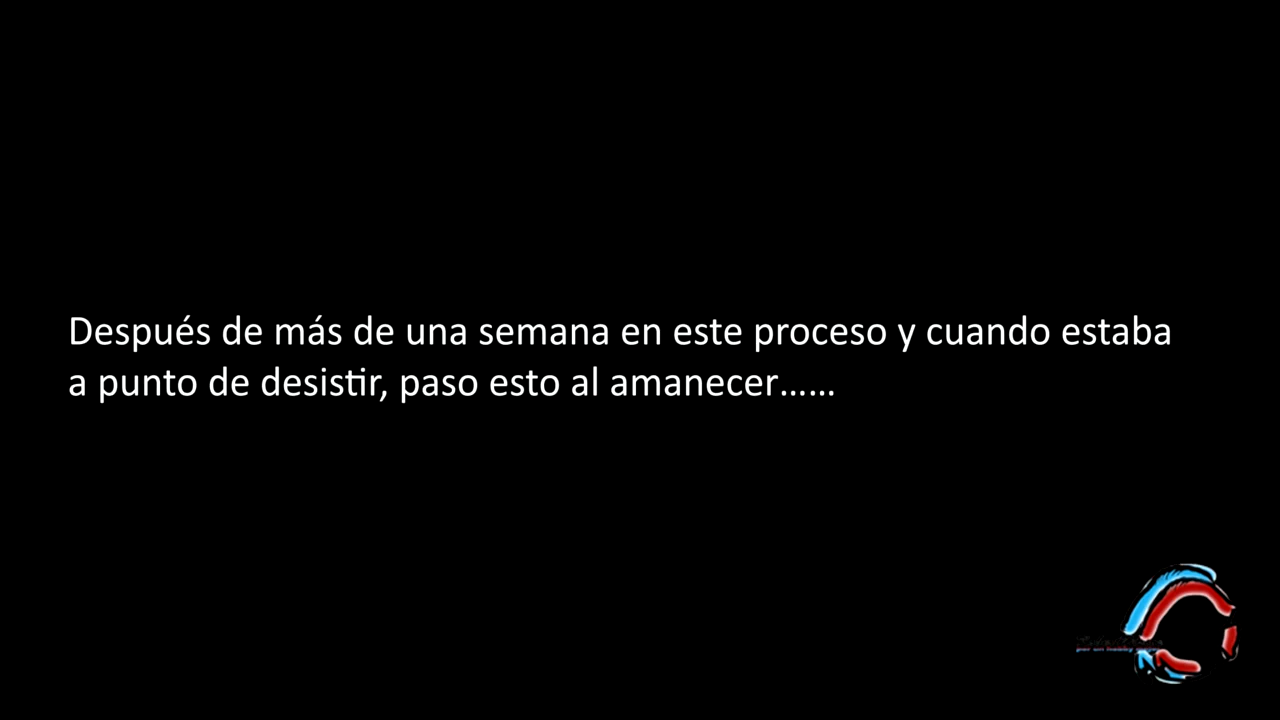 Después de más de una semana en este proceso y cuando estaba
a punto de desistir, paso esto al amanecer……